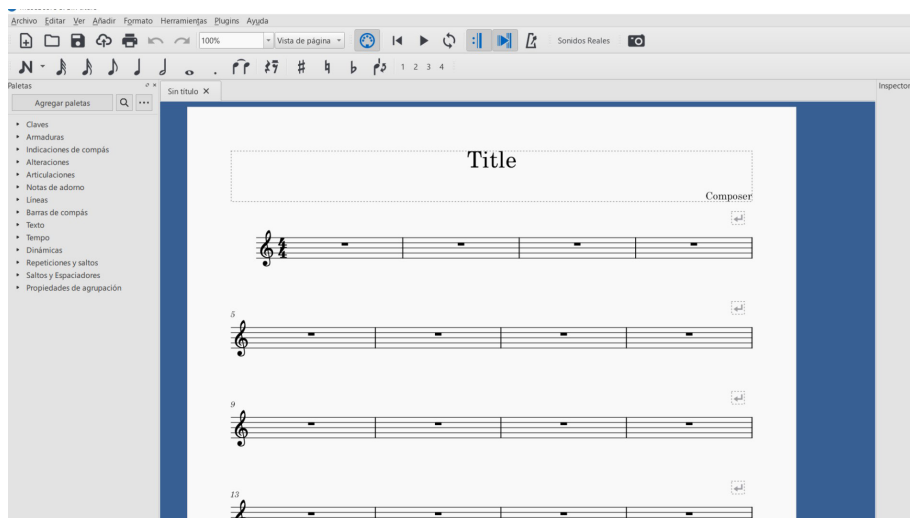 Archivo Editar Ver Añadir Formato Herramientas Plugins Ayuda
100% Vista de página Sonidos Reales
1 2 3 4
Paletas
Sin título
Inspector
Agregar paletas
Claves
Armaduras
Indicaciones de compás
Alteraciones
Articulaciones
Notas de adorno
Líneas
Barras de compás
Texto
Tempo
Dinámicas
Repeticiones y saltos
Saltos y Espaciadores
Propiedades de agrupación
Title
Composer
5
9
13